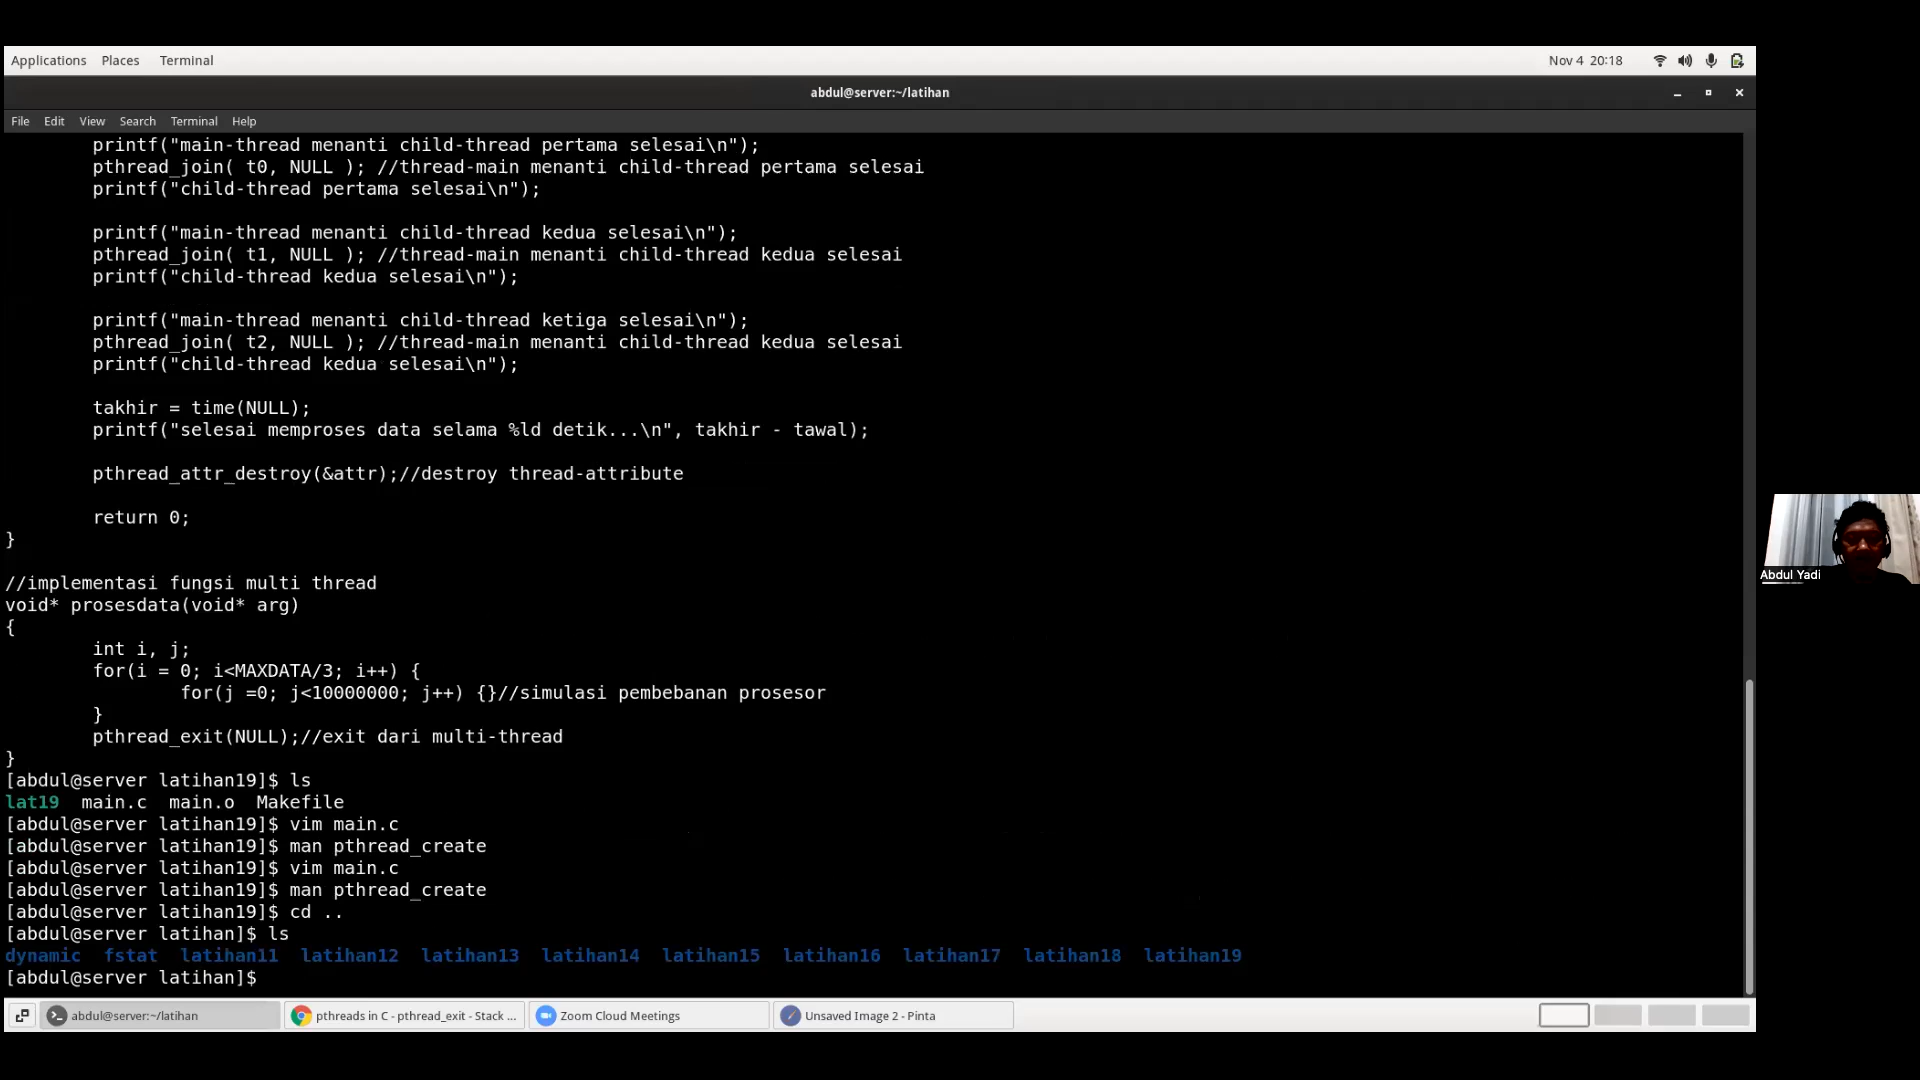 Applications Places Terminal Nov 4 20:18
abdul@server:~/latihan
File Edit View Search Terminal Help
        printf("main-thread menanti child-thread pertama selesai\n");
        pthread_join( t0, NULL ); //thread-main menanti child-thread pertama selesai
        printf("child-thread pertama selesai\n");

        printf("main-thread menanti child-thread kedua selesai\n");
        pthread_join( t1, NULL ); //thread-main menanti child-thread kedua selesai
        printf("child-thread kedua selesai\n");

        printf("main-thread menanti child-thread ketiga selesai\n");
        pthread_join( t2, NULL ); //thread-main menanti child-thread kedua selesai
        printf("child-thread kedua selesai\n");

        takhir = time(NULL);
        printf("selesai memproses data selama %ld detik...\n", takhir - tawal);

        pthread_attr_destroy(&attr);//destroy thread-attribute

        return 0;
}

//implementasi fungsi multi thread
void* prosesdata(void* arg)
{
        int i, j;
        for(i = 0; i<MAXDATA/3; i++) {
                for(j =0; j<10000000; j++) {}//simulasi pembebanan prosesor
        }
        pthread_exit(NULL);//exit dari multi-thread
}
[abdul@server latihan19]$ ls
lat19  main.c  main.o  Makefile
[abdul@server latihan19]$ vim main.c
[abdul@server latihan19]$ man pthread_create
[abdul@server latihan19]$ vim main.c
[abdul@server latihan19]$ man pthread_create
[abdul@server latihan19]$ cd ..
[abdul@server latihan]$ ls
dynamic  fstat  latihan11  latihan12  latihan13  latihan14  latihan15  latihan16  latihan17  latihan18  latihan19
[abdul@server latihan]$
Abdul Yadi
abdul@server:~/latihan pthreads in C - pthread_exit - Stack ... Zoom Cloud Meetings Unsaved Image 2 - Pinta